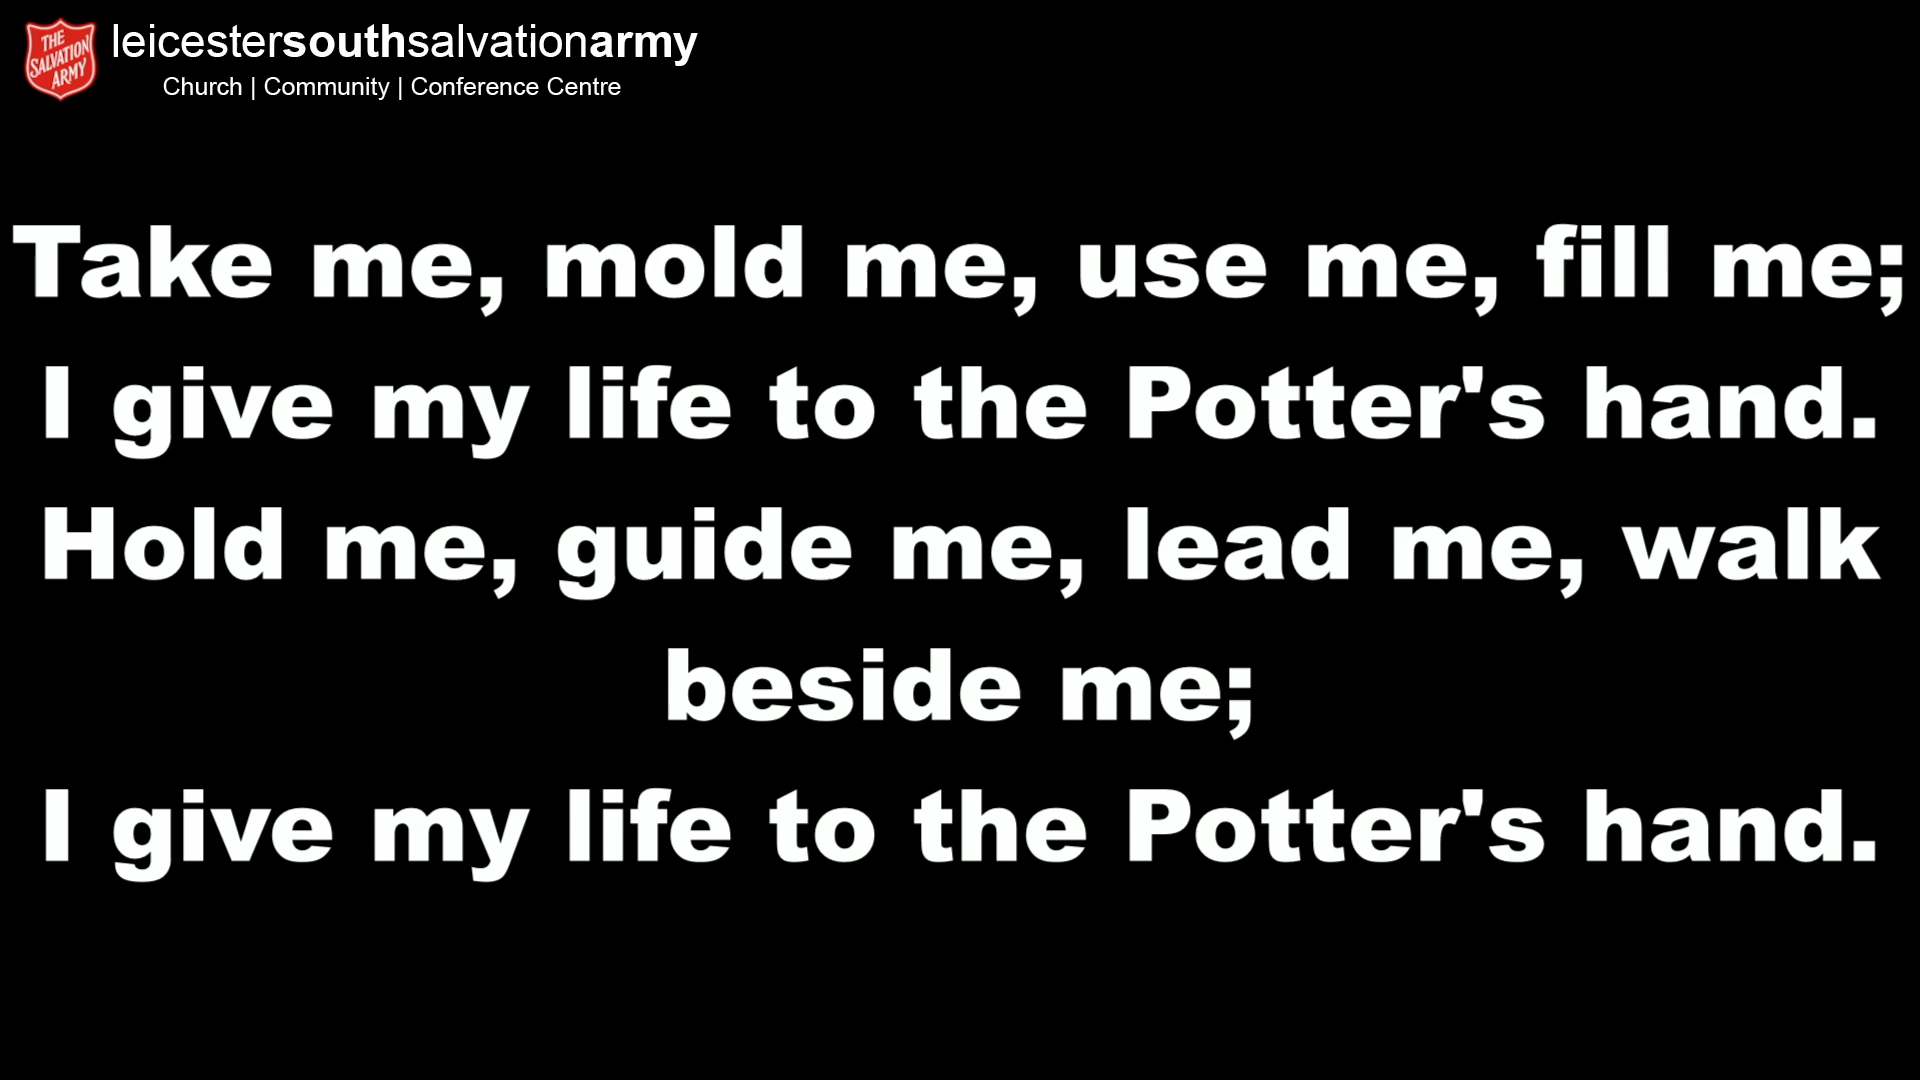 THE
SALVATION
ARMY
leicestersouthsalvationarmy
Church | Community | Conference Centre
Take me, mold me, use me, fill me;
I give my life to the Potter's hand.
Hold me, guide me, lead me, walk
beside me;
I give my life to the Potter's hand.